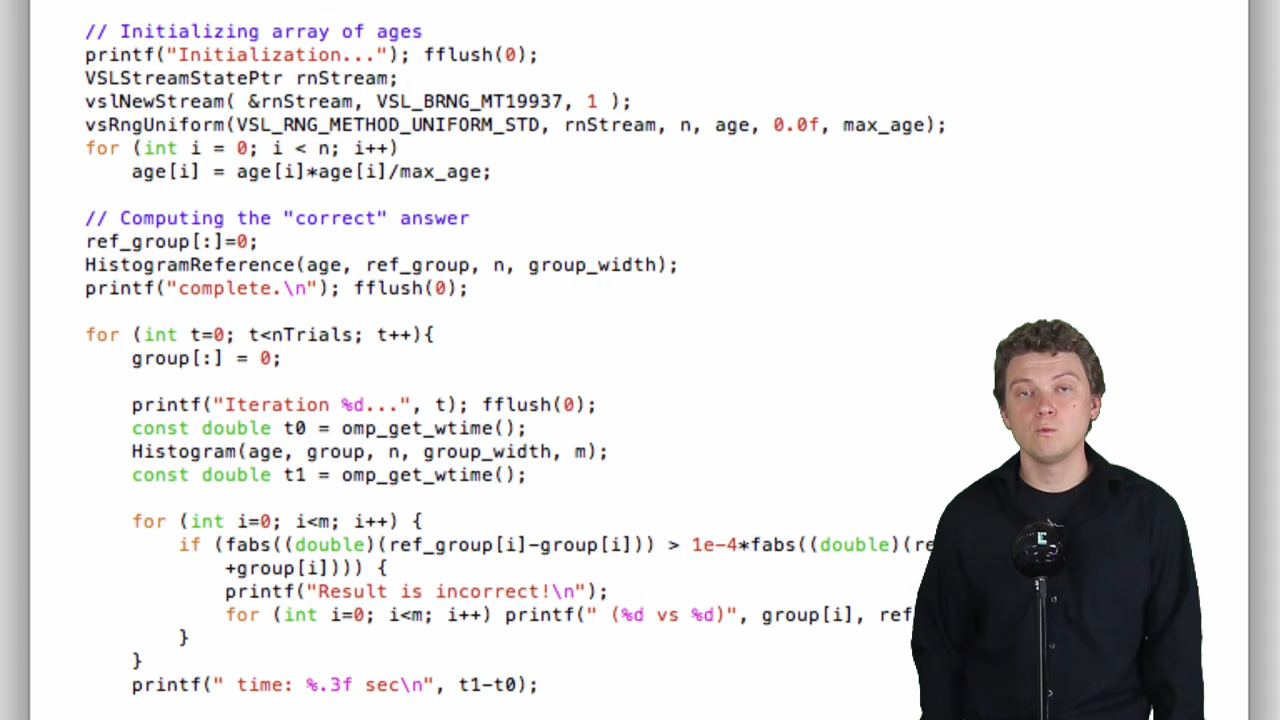 // Initializing array of ages
printf("Initialization..."); fflush(0);
VSLStreamStatePtr rnStream;
vslNewStream( &rnStream, VSL_BRNG_MT19937, 1 );
vsRngUniform(VSL_RNG_METHOD_UNIFORM_STD, rnStream, n, age, 0.0f, max_age);
for (int i = 0; i < n; i++)
    age[i] = age[i]*age[i]/max_age;
// Computing the "correct" answer
ref_group[:]=0;
HistogramReference(age, ref_group, n, group_width);
printf("complete.\n"); fflush(0);
for (int t=0; t<nTrials; t++){
    group[:] = 0;
    printf("Iteration %d...", t); fflush(0);
    const double t0 = omp_get_wtime();
    Histogram(age, group, n, group_width, m);
    const double t1 = omp_get_wtime();
    for (int i=0; i<m; i++) {
        if (fabs((double)(ref_group[i]-group[i])) > 1e-4*fabs((double)(re
            +group[i]))) {
            printf("Result is incorrect!\n");
            for (int i=0; i<m; i++) printf(" (%d vs %d)", group[i], ref
        }
    }
    printf(" time: %.3f sec\n", t1-t0);